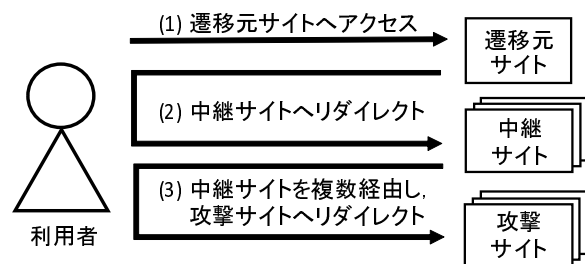 (1) 遷移元サイトへアクセス
遷移元
サイト
(2) 中継サイトへリダイレクト
中継
サイト
(3) 中継サイトを複数経由し,
攻撃サイトへリダイレクト
攻撃
サイト
利用者